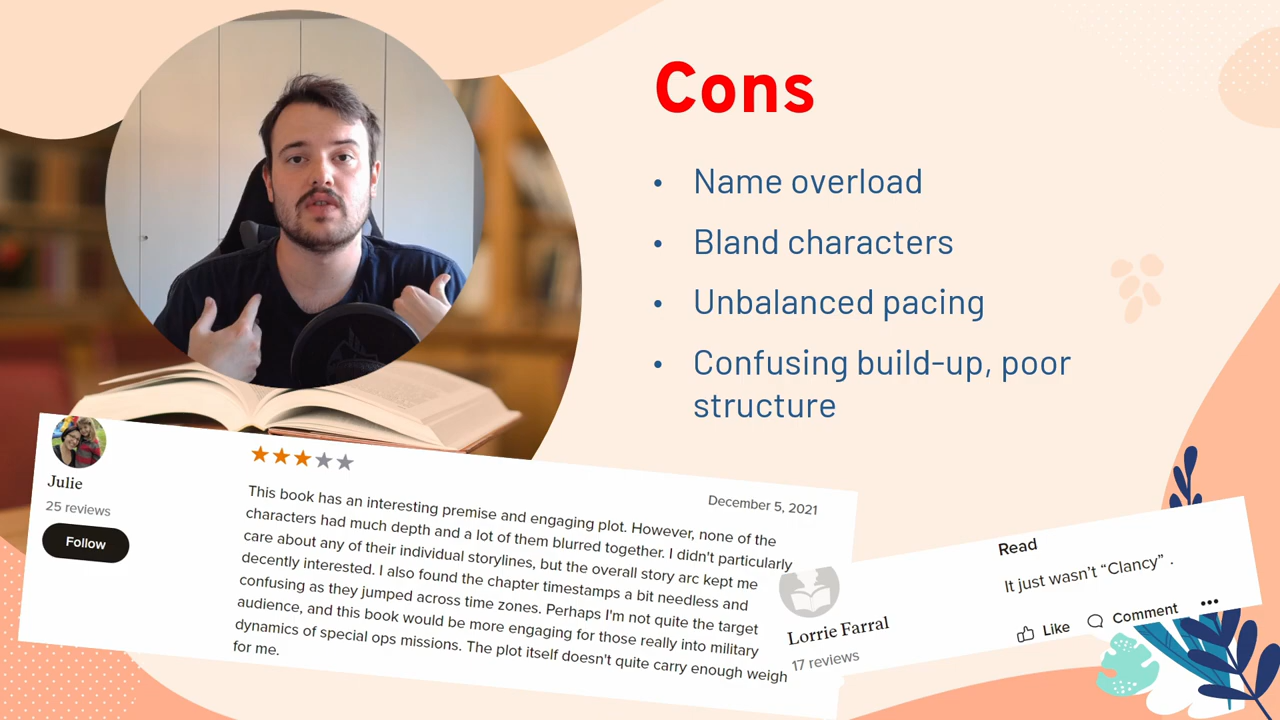 Cons
• Name overload
• Bland characters
• Unbalanced pacing
• Confusing build-up, poor
structure
Julie
25 reviews
Follow
December 5, 2021
This book has an interesting premise and engaging plot. However, none of the
characters had much depth and a lot of them blurred together. I didn't particularly
care about any of their individual storylines, but the overall story arc kept me
decently interested. I also found the chapter timestamps a bit needless and
confusing as they jumped across time zones. Perhaps I'm not quite the target
audience, and this book would be more engaging for those really into military
dynamics of special ops missions. The plot itself doesn't quite carry enough weigh
for me.
Lorrie Farral
17 reviews
Read
It just wasn't “Clancy” .
Like Comment